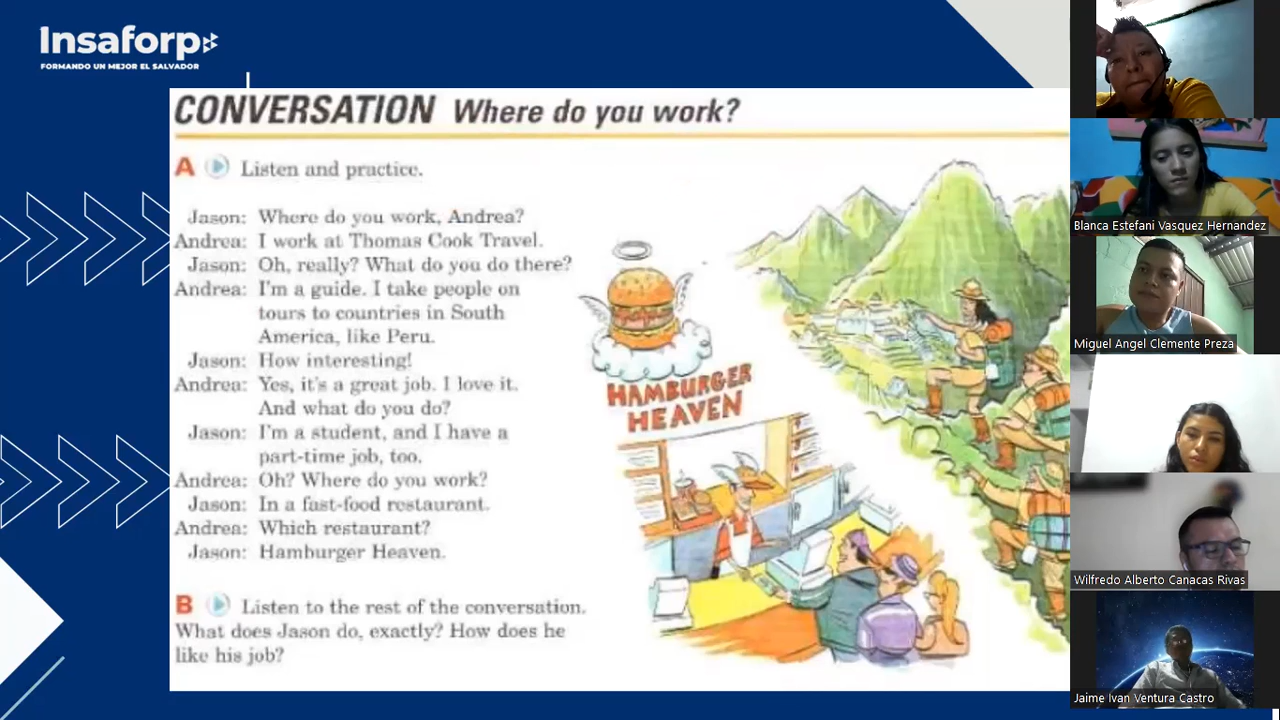 Insaforp
FORMANDO UN MEJOR EL SALVADOR
CONVERSATION Where do you work?
A Listen and practice.
Jason: Where do you work, Andrea?
Andrea: I work at Thomas Cook Travel.
Jason: Oh, really? What do you do there?
Andrea: I'm a guide. I take people on
tours to countries in South
America, like Peru.
Jason: How interesting!
Andrea: Yes, it's a great job. I love it.
And what do you do?
Jason: I'm a student, and I have a
part-time job, too.
Andrea: Oh? Where do you work?
Jason: In a fast-food restaurant.
Andrea: Which restaurant?
Jason: Hamburger Heaven.
B Listen to the rest of the conversation.
What does Jason do, exactly? How does he
like his job?
HAMBURGER
HEAVEN
Blanca Estefani Vasquez Hernandez
Miguel Angel Clemente Preza
Wilfredo Alberto Canacas Rivas
Jaime Ivan Ventura Castro